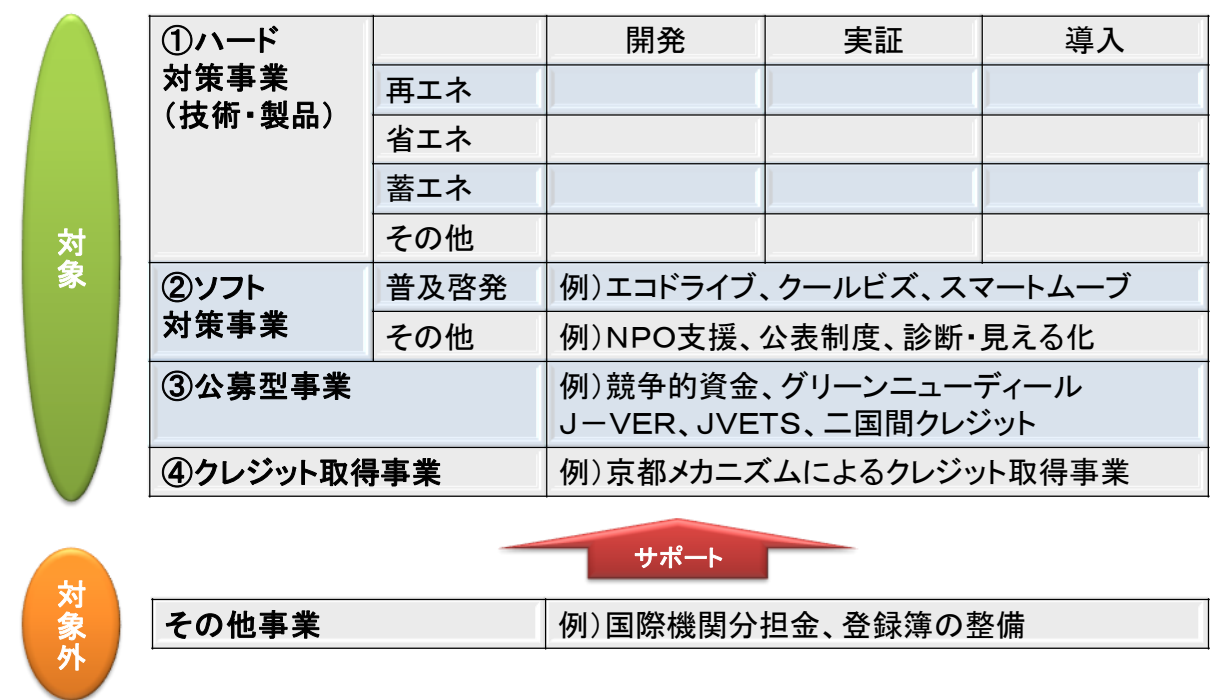 対象
①ハード
対策事業
（技術・製品）
開発 実証 導入
再エネ
省エネ
蓄エネ
その他
②ソフト
対策事業
普及啓発 例）エコドライブ、クールビズ、スマートムーブ
その他 例）NPO支援、公表制度、診断・見える化
③公募型事業 例）競争的資金、グリーンニューディール
J－VER、JVETS、二国間クレジット
④クレジット取得事業 例）京都メカニズムによるクレジット取得事業
サポート
対象外
その他事業 例）国際機関分担金、登録簿の整備